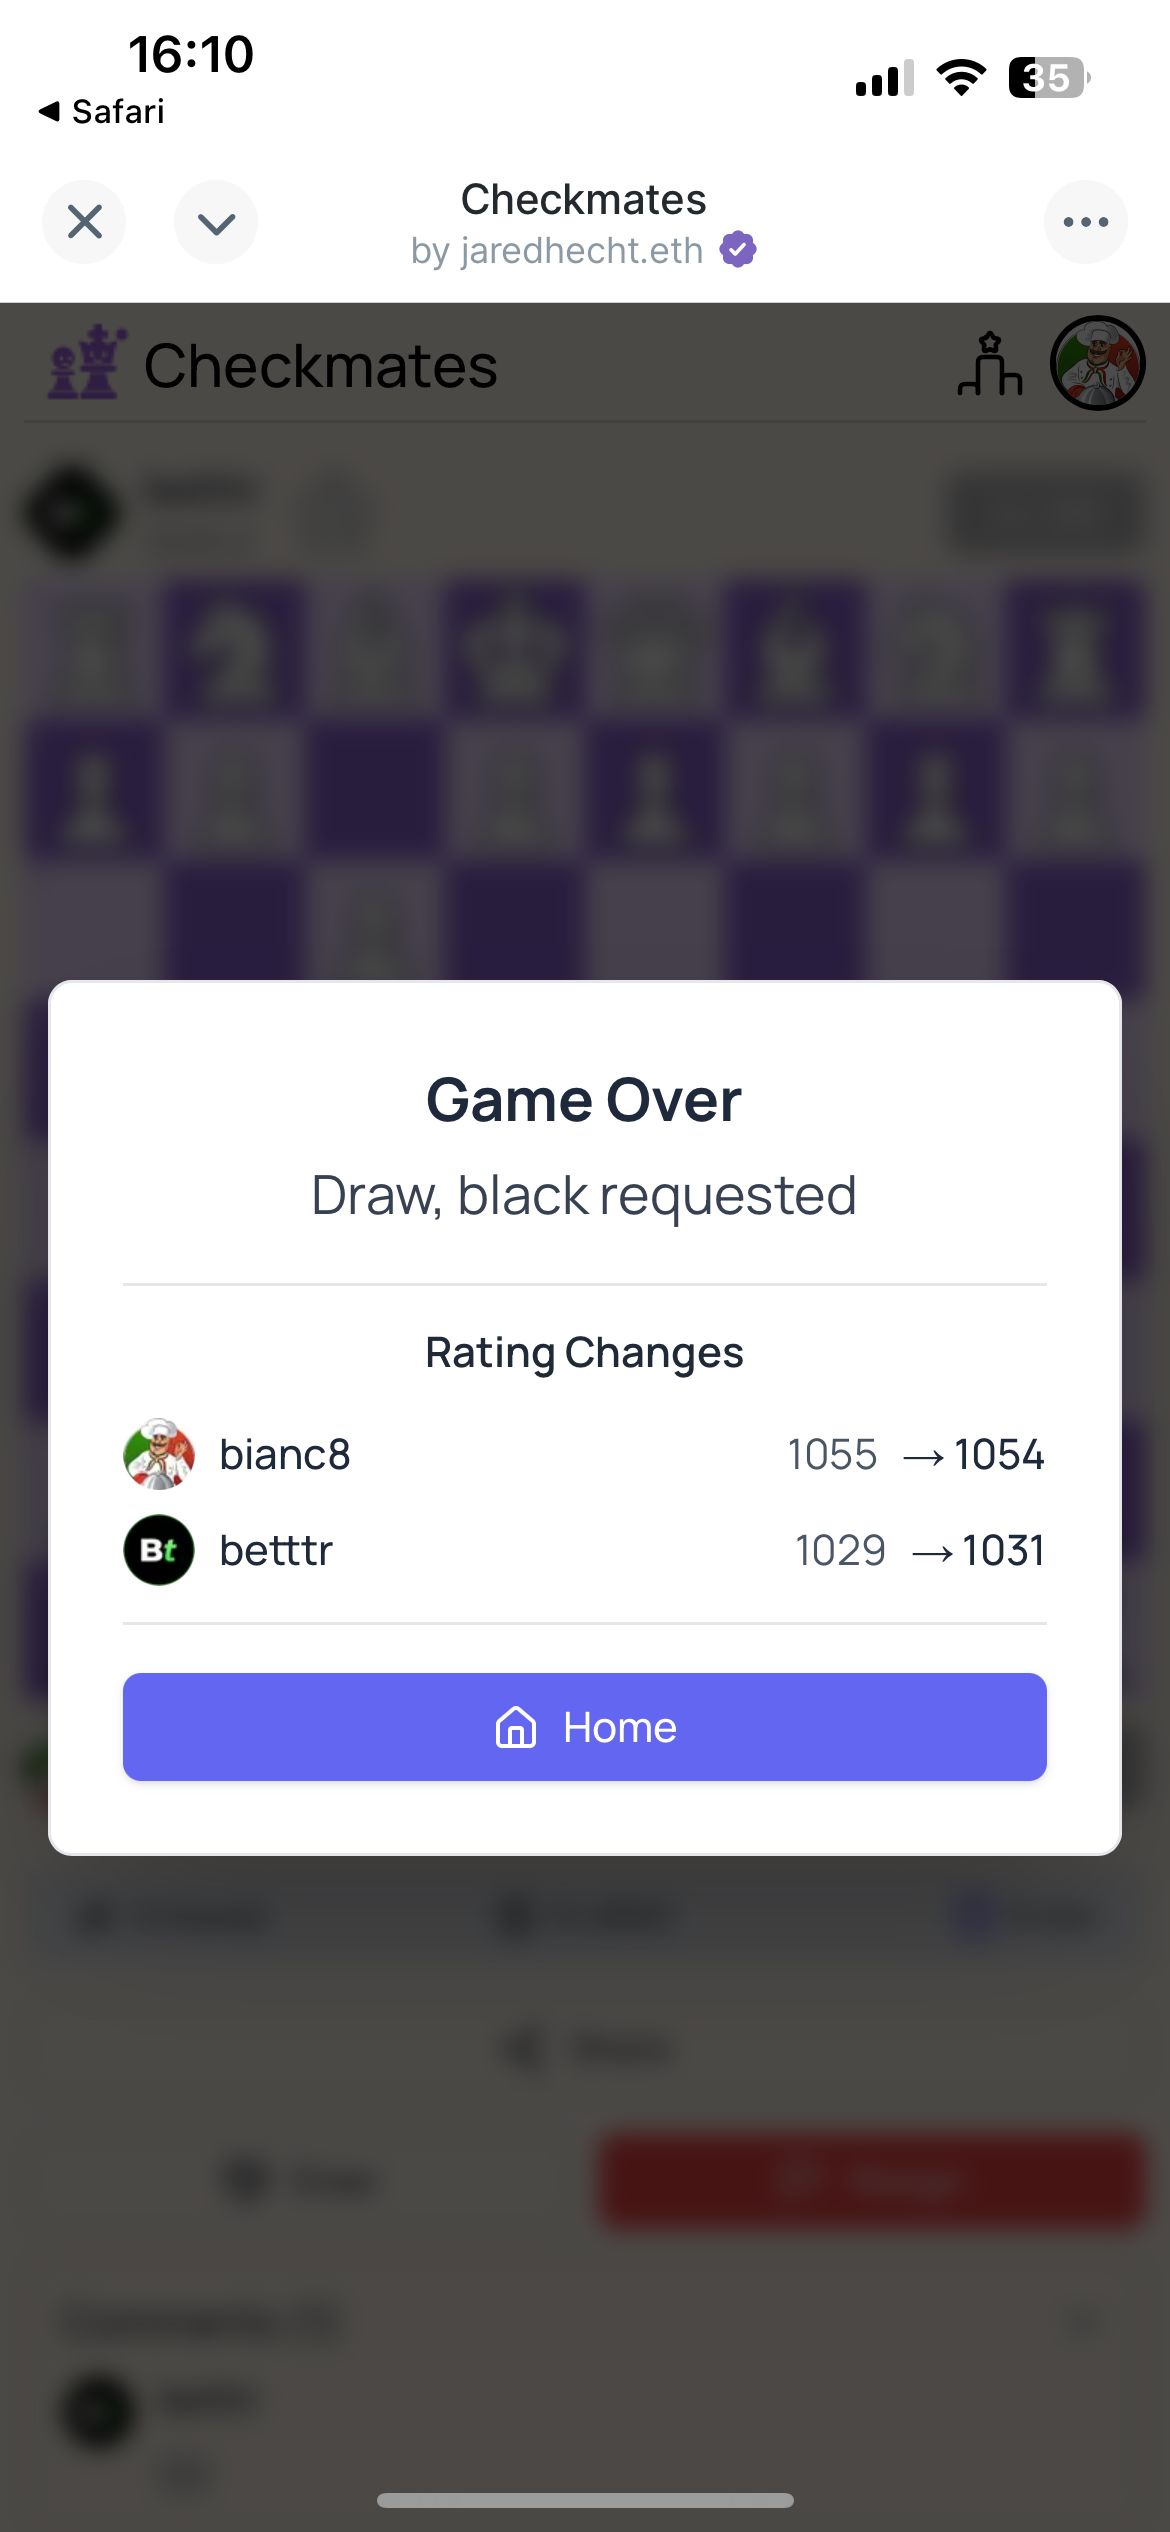 16:10
35
Safari
Checkmates
by jaredhecht.eth
Checkmates
Game Over
Draw, black requested
Rating Changes
bianc8 1055 → 1054
Bt betttr 1029 → 1031
Home